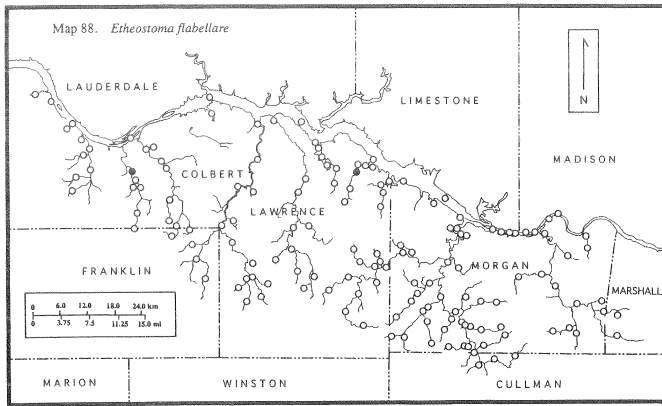 Map 88. Etheostoma flabellare
LAUDERDALE
LIMESTONE
N
MADISON
COLBERT
LAWRENCE
FRANKLIN
MORGAN
MARSHALL
0 6.0 12.0 18.0 24.0 km
0 3.75 7.5 11.25 15.0 ml
MARION
WINSTON
CULLMAN